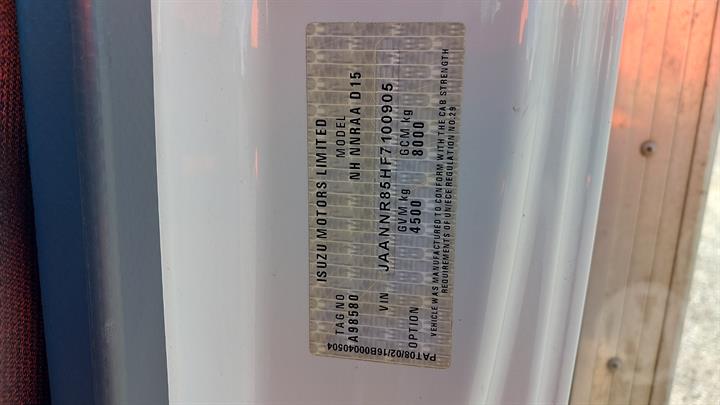 ISUZU MOTORS LIMITED
TAG NO MODEL
A98580 NH NNRAA D15
VIN JAANNR85HF7100905
OPTION GVM kg GCM kg
4500 8000
VEHICLE WAS MANUFACTURED TO CONFORM WITH THE CAB STRENGTH
REQUIREMENTS OF UN/ECE REGULATION NO.29
PAT08/02/16B00040504